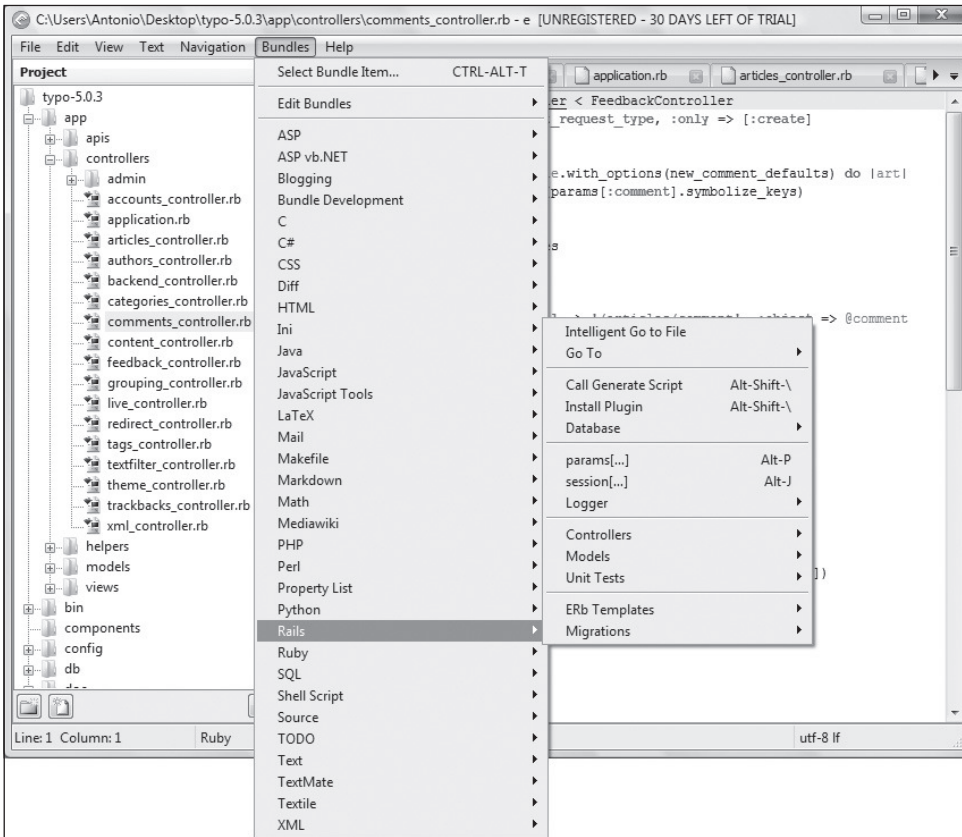 C:\Users\Antonio\Desktop\typo-5.0.3\app\controllers\comments_controller.rb - e [UNREGISTERED - 30 DAYS LEFT OF TRIAL]
File Edit View Text Navigation Bundles Help
Project
typo-5.0.3
app
apis
controllers
admin
accounts_controller.rb
application.rb
articles_controller.rb
authors_controller.rb
backend_controller.rb
categories_controller.rb
comments_controller.rb
content_controller.rb
feedback_controller.rb
grouping_controller.rb
live_controller.rb
redirect_controller.rb
tags_controller.rb
textfilter_controller.rb
theme_controller.rb
trackbacks_controller.rb
xml_controller.rb
helpers
models
views
bin
components
config
db
Line: 1 Column: 1 Ruby
Select Bundle Item... CTRL-ALT-T
Edit Bundles
ASP
ASP vb.NET
Blogging
Bundle Development
C
C#
CSS
Diff
HTML
Ini
Java
JavaScript
JavaScript Tools
LaTeX
Mail
Makefile
Markdown
Math
Mediawiki
PHP
Perl
Property List
Python
Rails
Ruby
SQL
Shell Script
Source
TODO
Text
TextMate
Textile
XML
application.rb articles_controller.rb
er < FeedbackController
_request_type, :only => [:create]
e.with_options(new_comment_defaults) do |art|
params[:comment].symbolize_keys)
s
=> @comment
Intelligent Go to File
Go To
Call Generate Script Alt-Shift-\
Install Plugin Alt-Shift-\
Database
params[...] Alt-P
session[...] Alt-J
Logger
Controllers
Models
Unit Tests
ERb Templates
Migrations
])
utf-8 lf